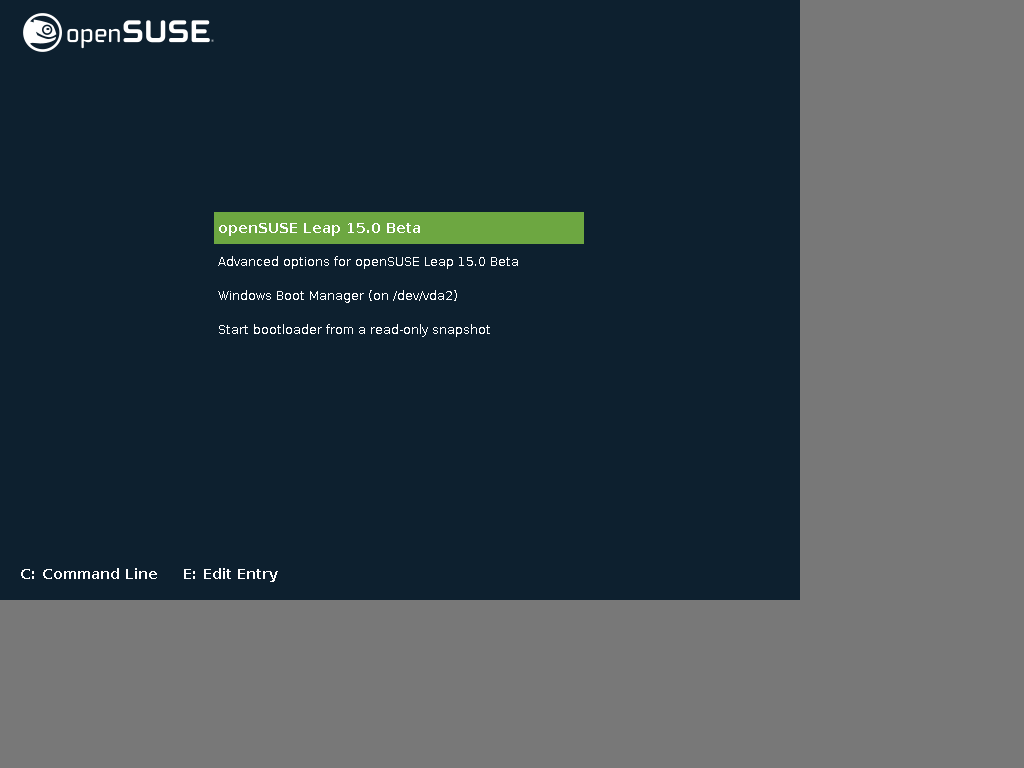 openSUSE.
openSUSE Leap 15.0 Beta
Advanced options for openSUSE Leap 15.0 Beta
Windows Boot Manager (on /dev/vda2)
Start bootloader from a read-only snapshot
C: Command Line E: Edit Entry